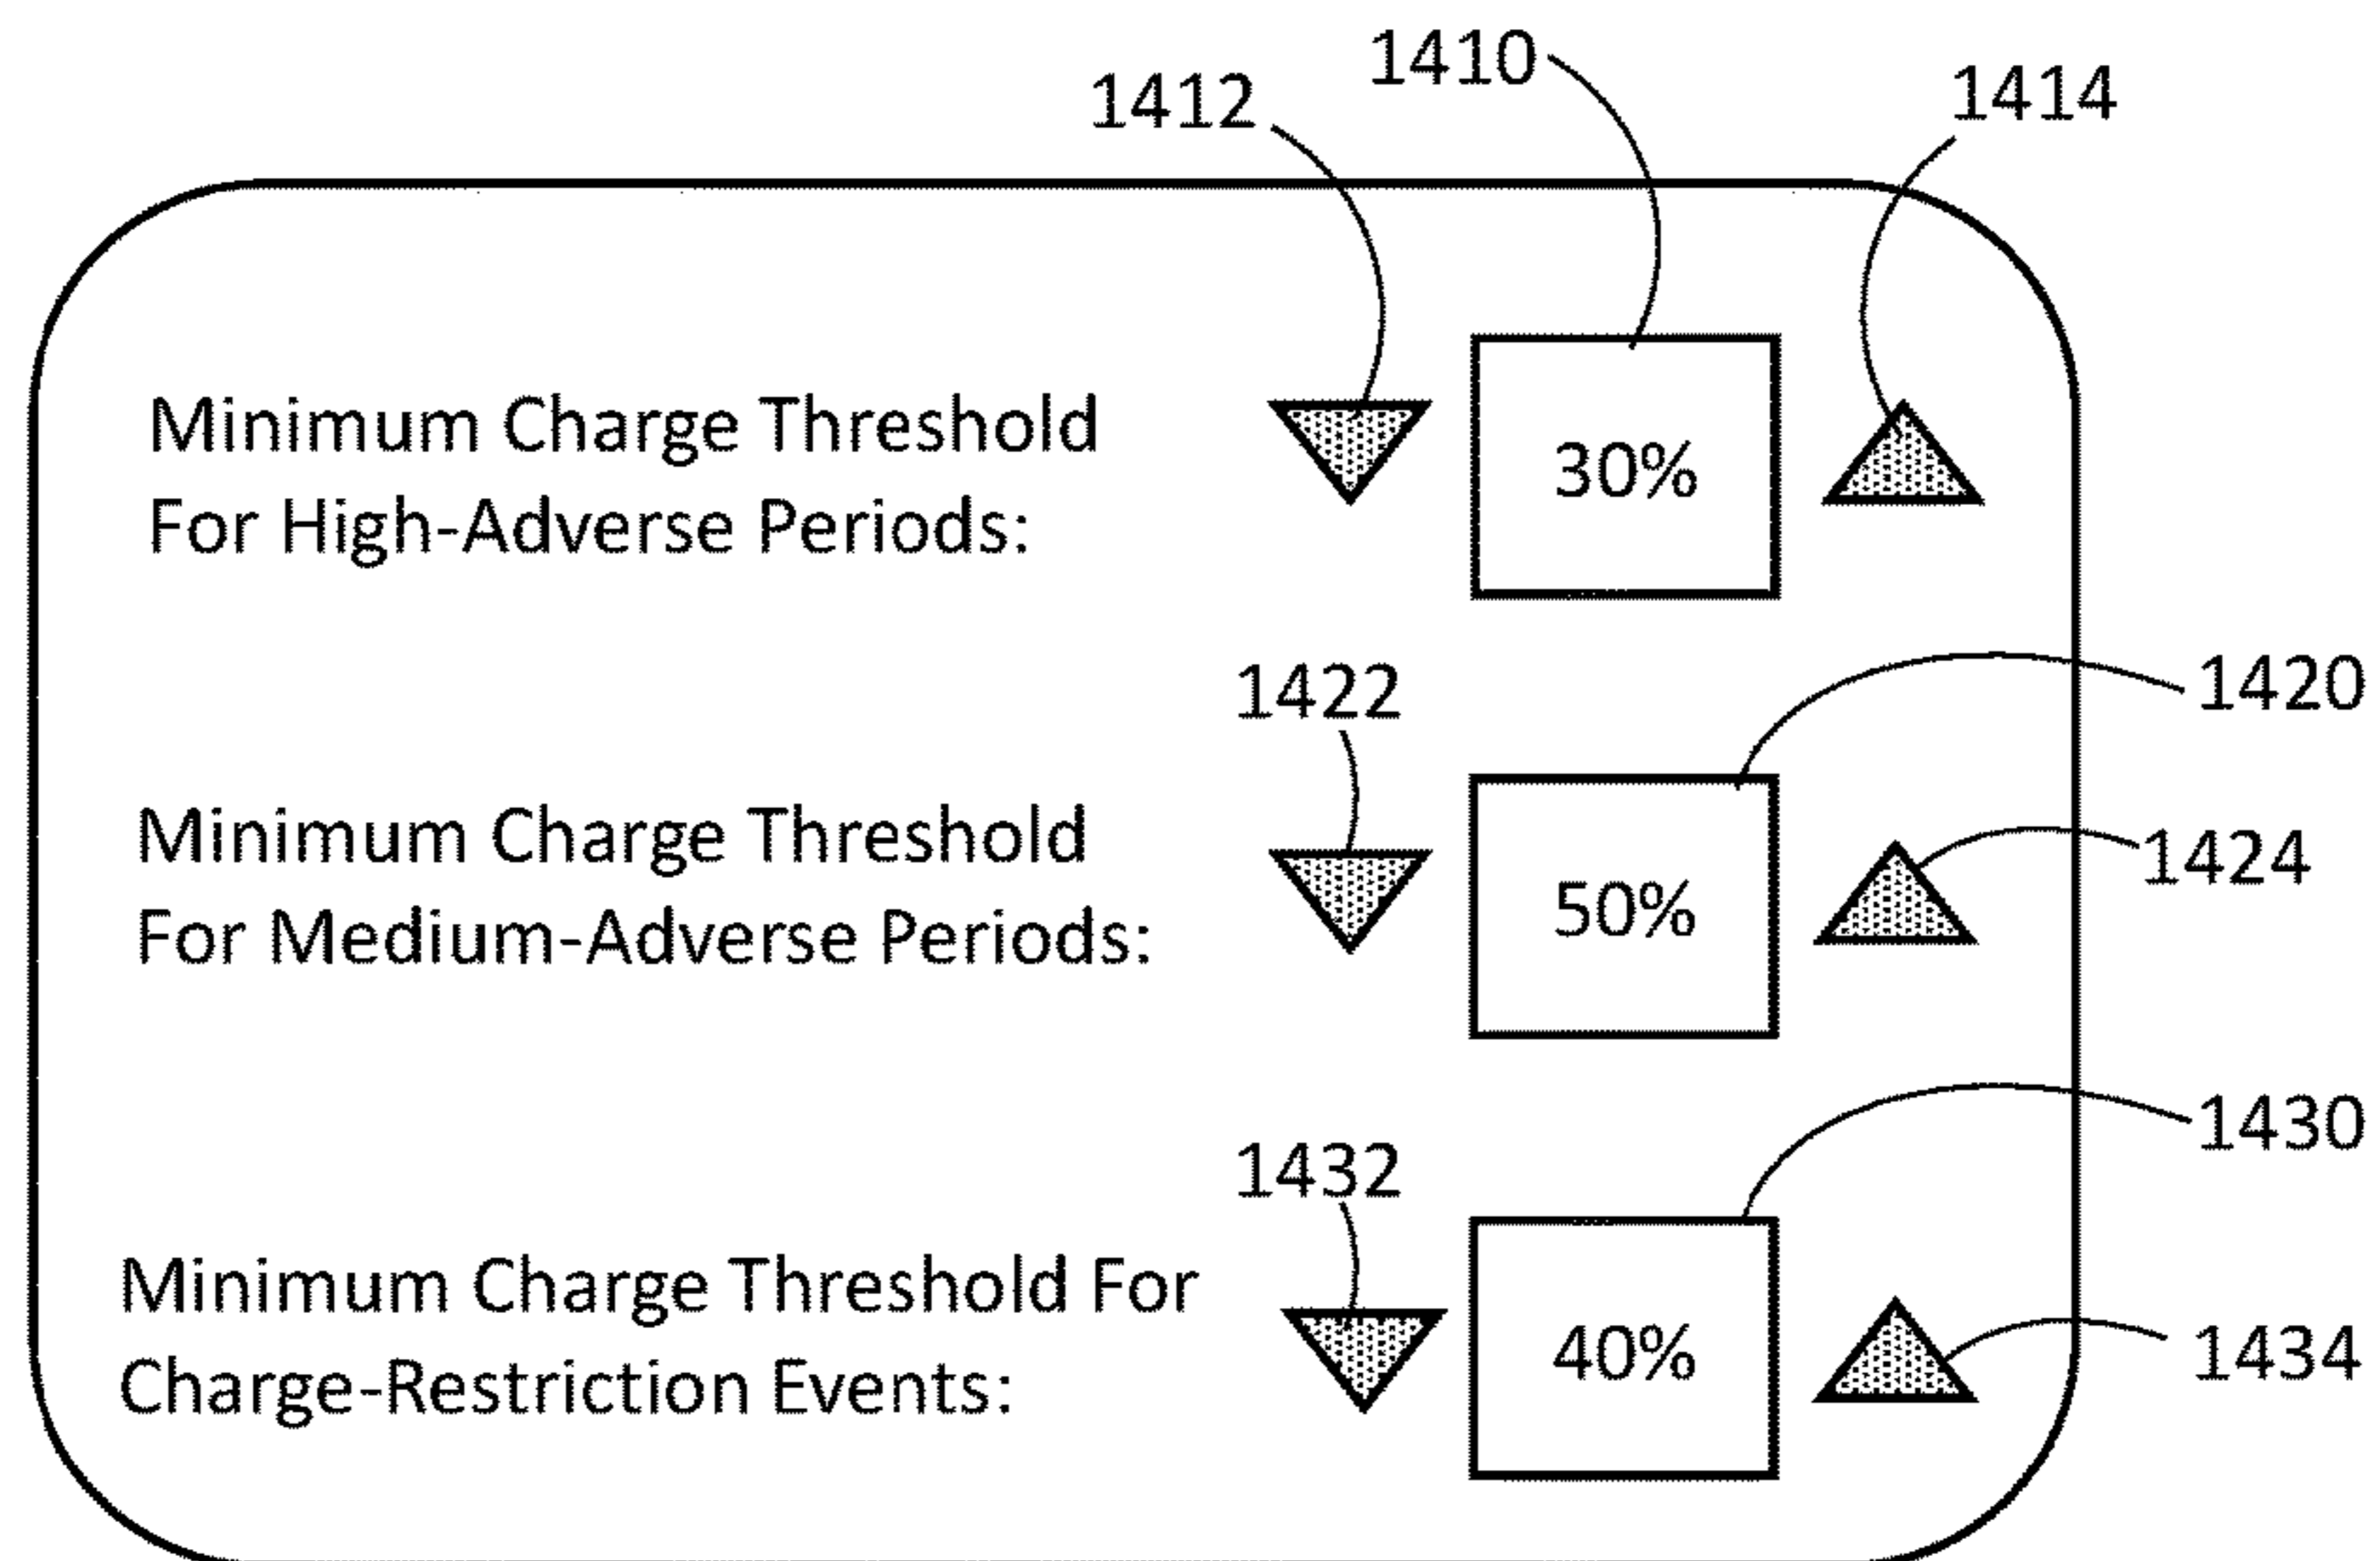 1410
1412
1414
Minimum Charge Threshold
For High-Adverse Periods:
30%
1422
1420
Minimum Charge Threshold
For Medium-Adverse Periods:
50%
1424
1432
1430
Minimum Charge Threshold For
Charge-Restriction Events:
40%
1434